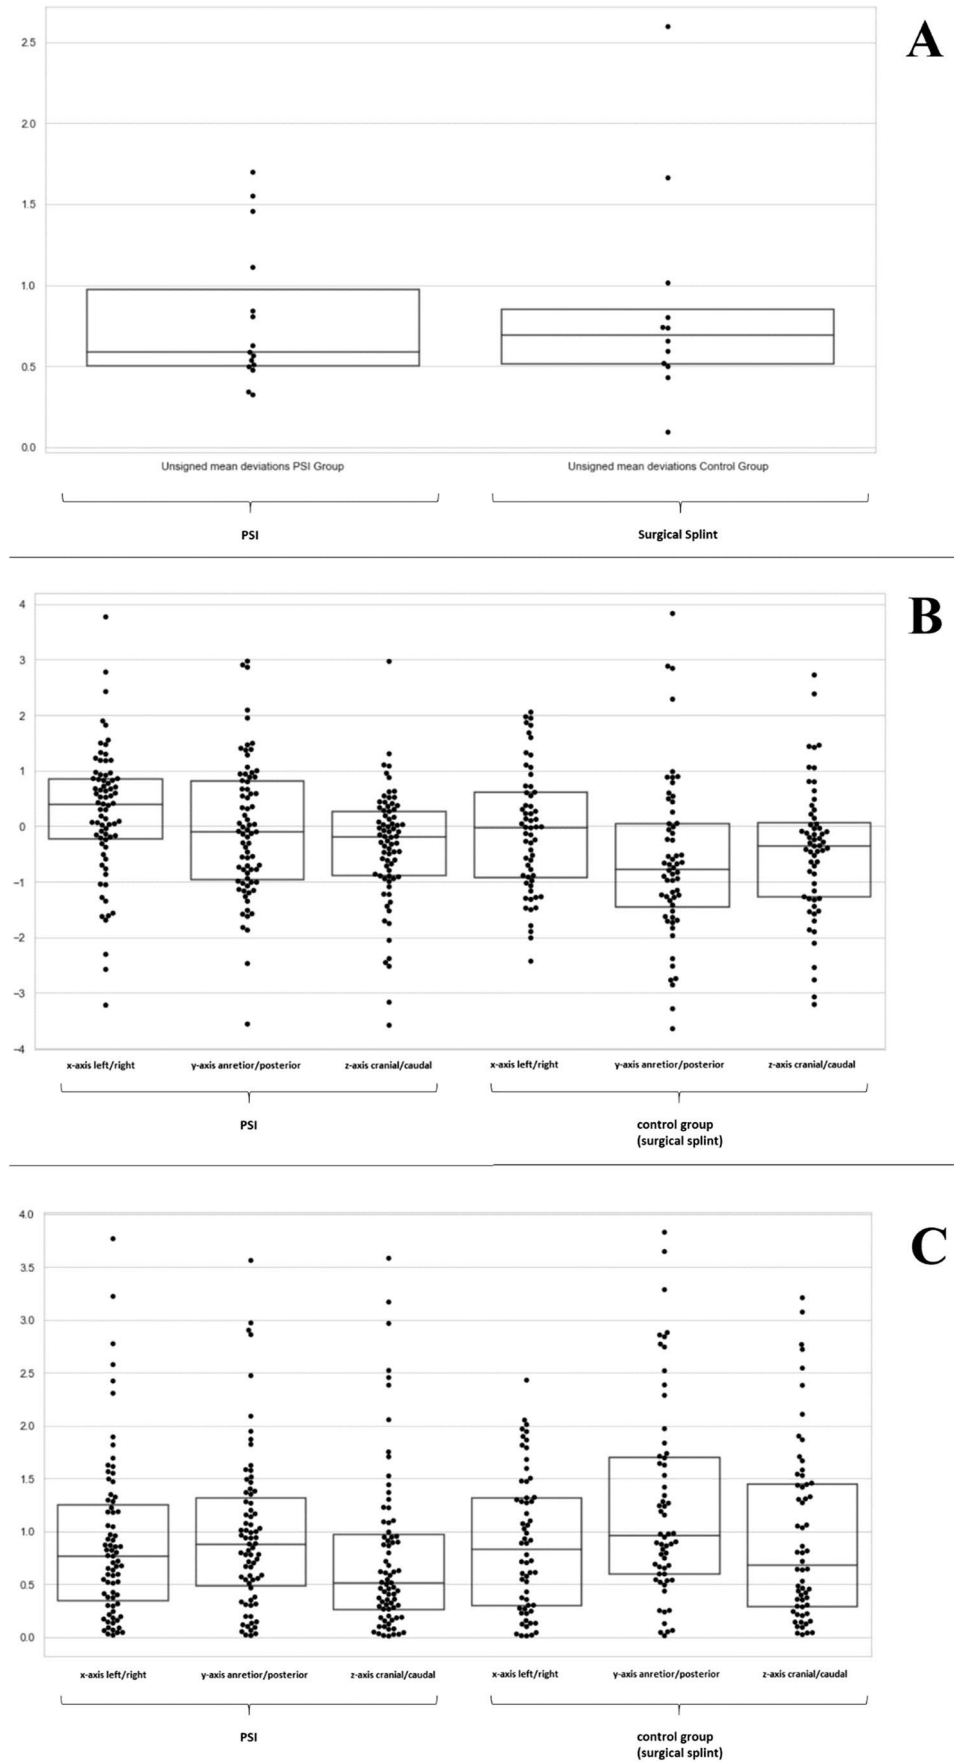 A
2.5
2.0
1.5
1.0
0.5
0.0
Unsigned mean deviations PSI Group Unsigned mean deviations Control Group
PSI Surgical Splint
B
4
3
2
1
0
−1
−2
−3
−4
x-axis left/right y-axis anretior/posterior z-axis cranial/caudal x-axis left/right y-axis anretior/posterior z-axis cranial/caudal
PSI control group
(surgical splint)
C
4.0
3.5
3.0
2.5
2.0
1.5
1.0
0.5
0.0
x-axis left/right y-axis anretior/posterior z-axis cranial/caudal x-axis left/right y-axis anretior/posterior z-axis cranial/caudal
PSI control group
(surgical splint)